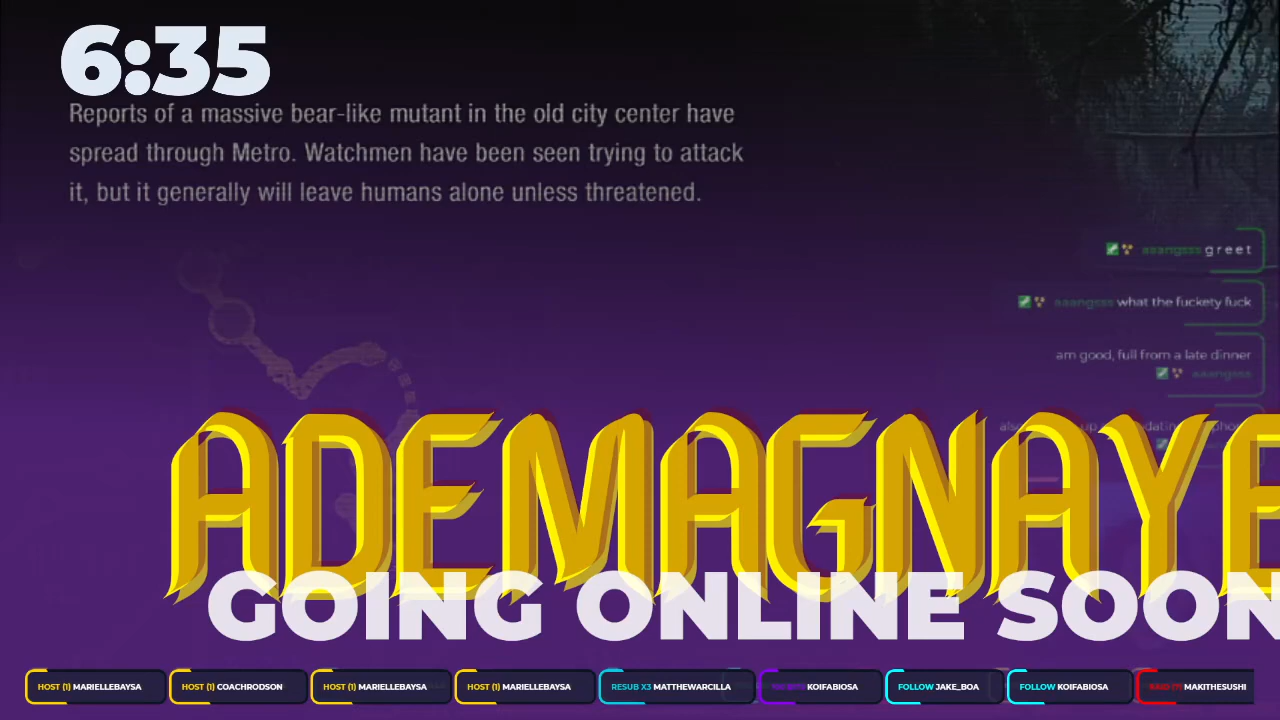 6:35
Reports of a massive bear-like mutant in the old city center have
spread through Metro. Watchmen have been seen trying to attack
it, but it generally will leave humans alone unless threatened.
aaangsss greet
aaangsss what the fuckety fuck
am good, full from a late dinner
aaangsss
ADEMAGNAYE
GOING ONLINE SOON
HOST (1) MARIELLEBAYSA
HOST (1) COACHRODSON
HOST (1) MARIELLEBAYSA
HOST (1) MARIELLEBAYSA
RESUB X3 MATTHEWARCILLA
KOIFABIOSA
FOLLOW JAKE_BOA
FOLLOW KOIFABIOSA
MAKITHESUSHI